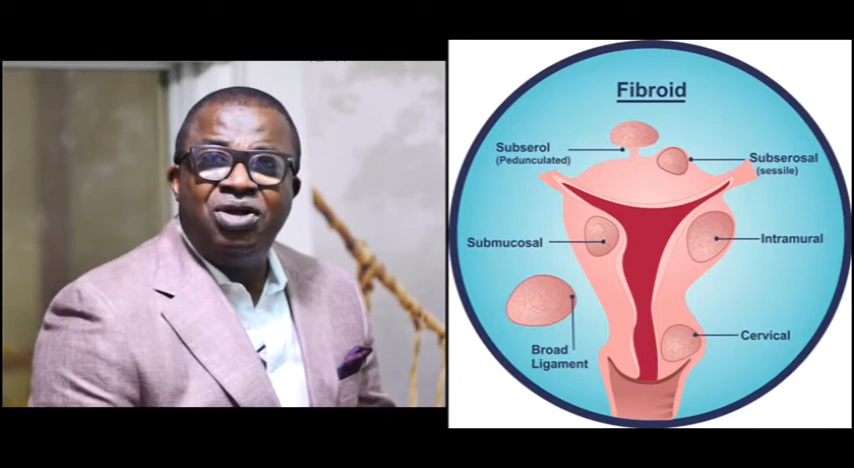 Fibroid
Subserol
(Pedunculated)
Subserosal
(sessile)
Submucosal
Intramural
Broad
Ligament
Cervical